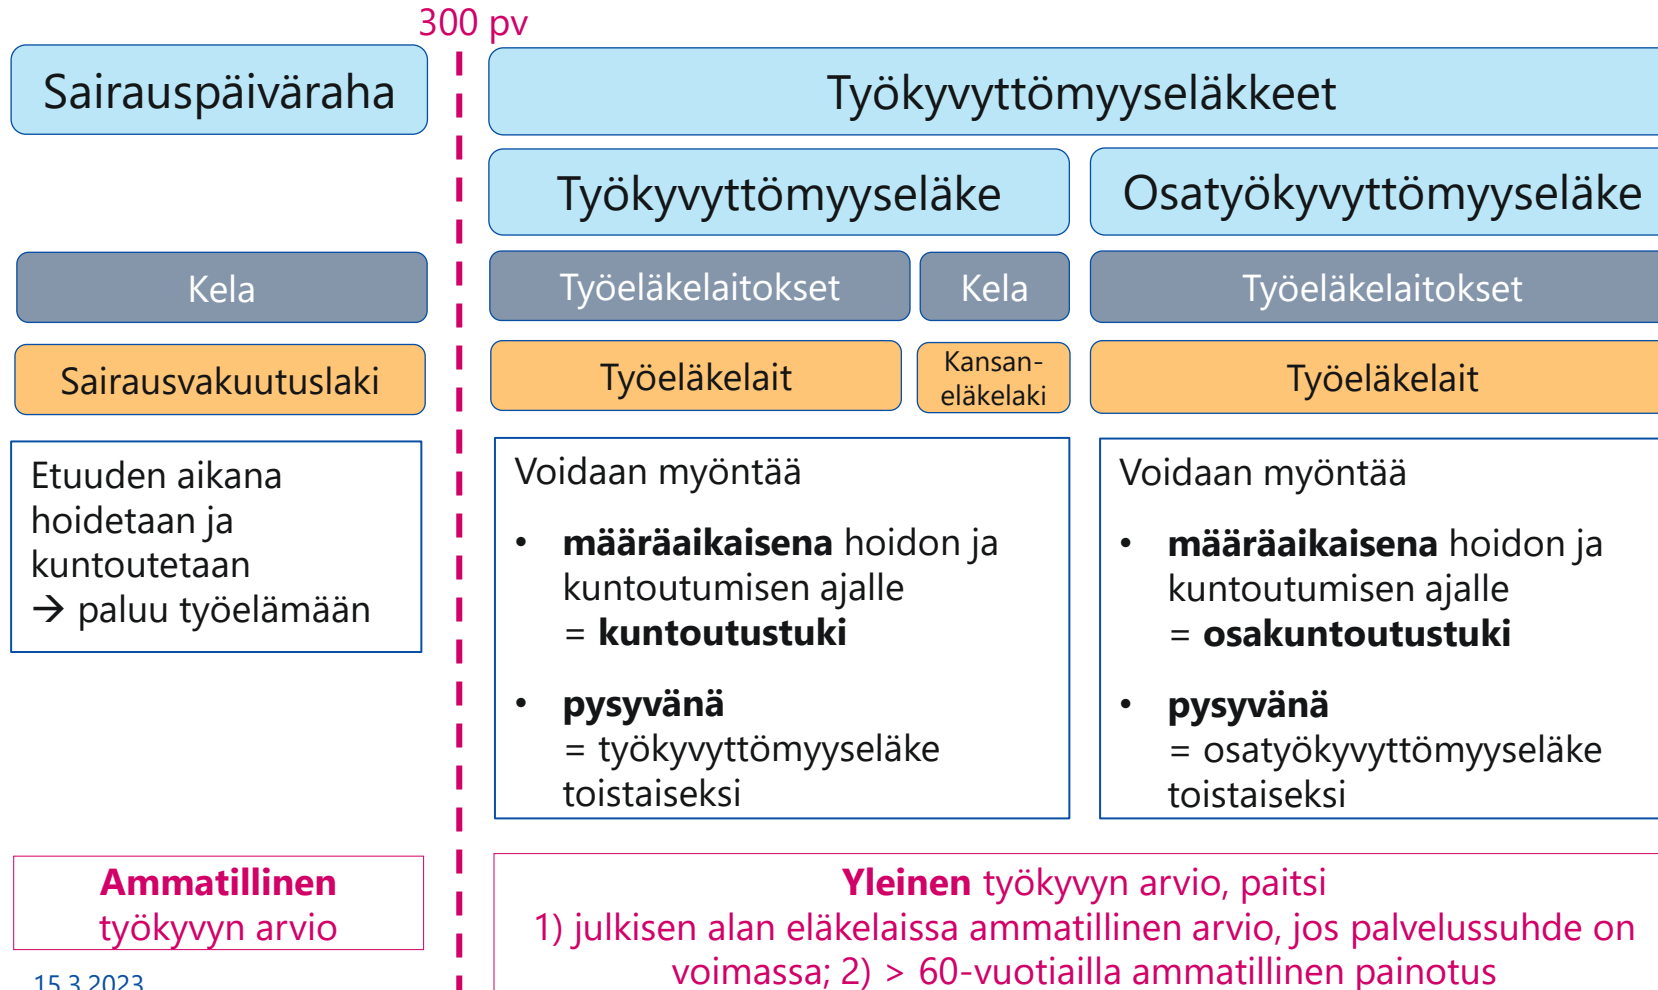 300 pv
Sairauspäiväraha
Työkyvyttömyyseläkkeet
Työkyvyttömyyseläke
Osatyökyvyttömyyseläke
Kela
Työeläkelaitokset
Kela
Työeläkelaitokset
Sairausvakuutuslaki
Työeläkelait
Kansan-
eläkelaki
Työeläkelait
Etuuden aikana
hoidetaan ja
kuntoutetaan
→ paluu työelämään
Voidaan myöntää
• määräaikaisena hoidon ja
kuntoutumisen ajalle
= kuntoutustuki
• pysyvänä
= työkyvyttömyyseläke
toistaiseksi
Voidaan myöntää
• määräaikaisena hoidon ja
kuntoutumisen ajalle
= osakuntoutustuki
• pysyvänä
= osatyökyvyttömyyseläke
toistaiseksi
Ammatillinen
työkyvyn arvio
Yleinen työkyvyn arvio, paitsi
1) julkisen alan eläkelaissa ammatillinen arvio, jos palvelussuhde on
voimassa; 2) > 60-vuotiailla ammatillinen painotus
15.3.2023